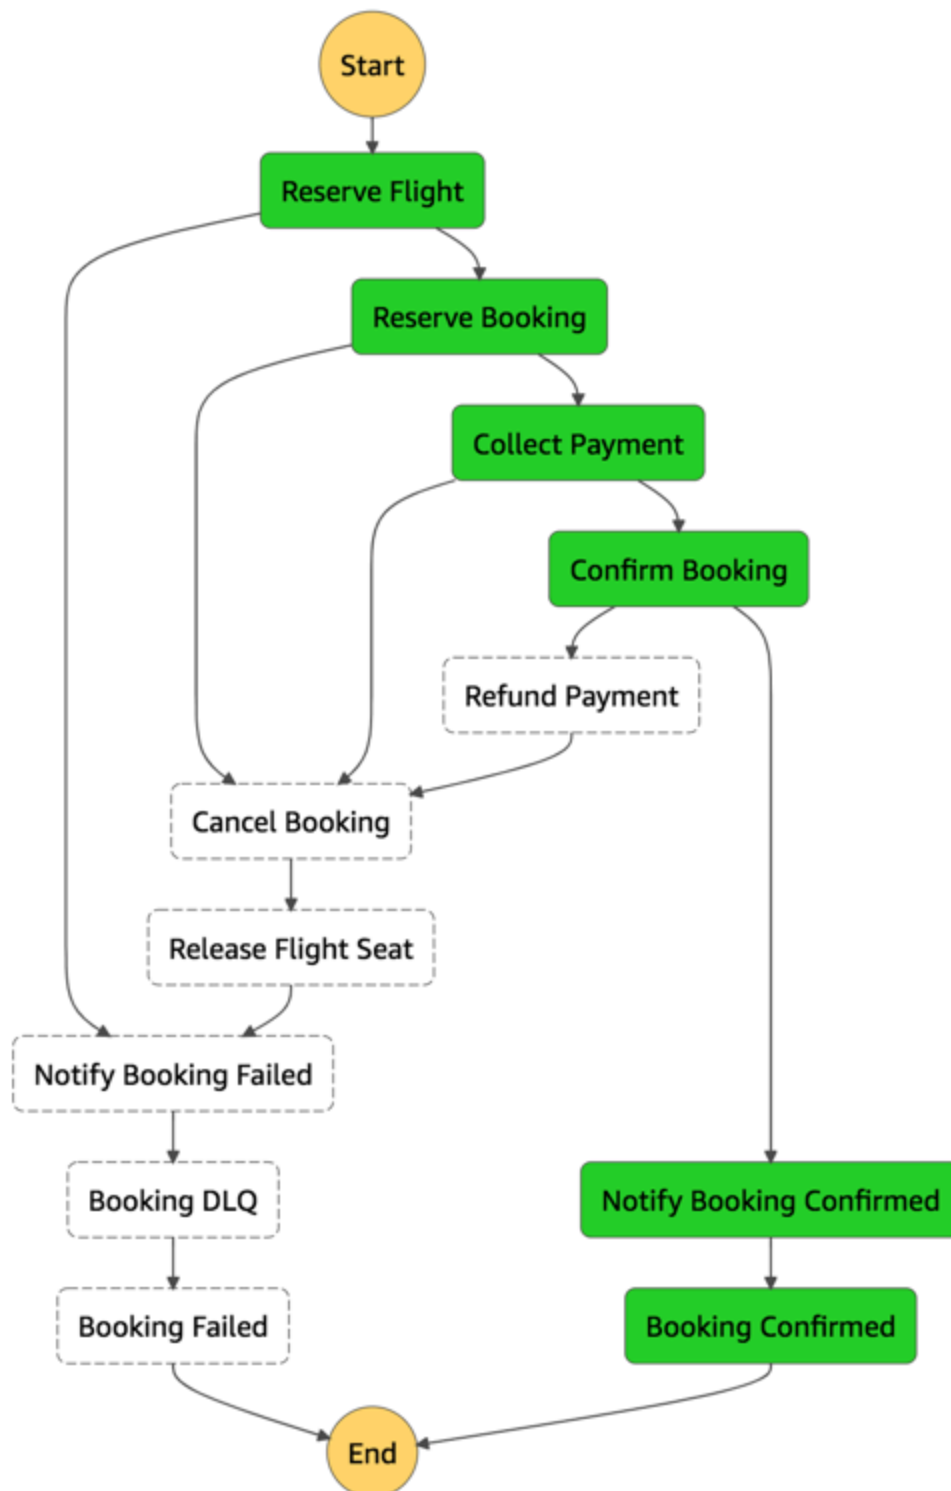 Start
Reserve Flight
Reserve Booking
Collect Payment
Confirm Booking
Refund Payment
Cancel Booking
Release Flight Seat
Notify Booking Failed
Booking DLQ
Notify Booking Confirmed
Booking Failed
Booking Confirmed
End